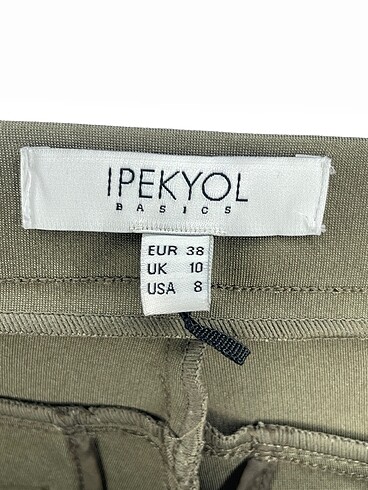 IPEKYOL
BASICS
EUR 38
UK 10
USA 8